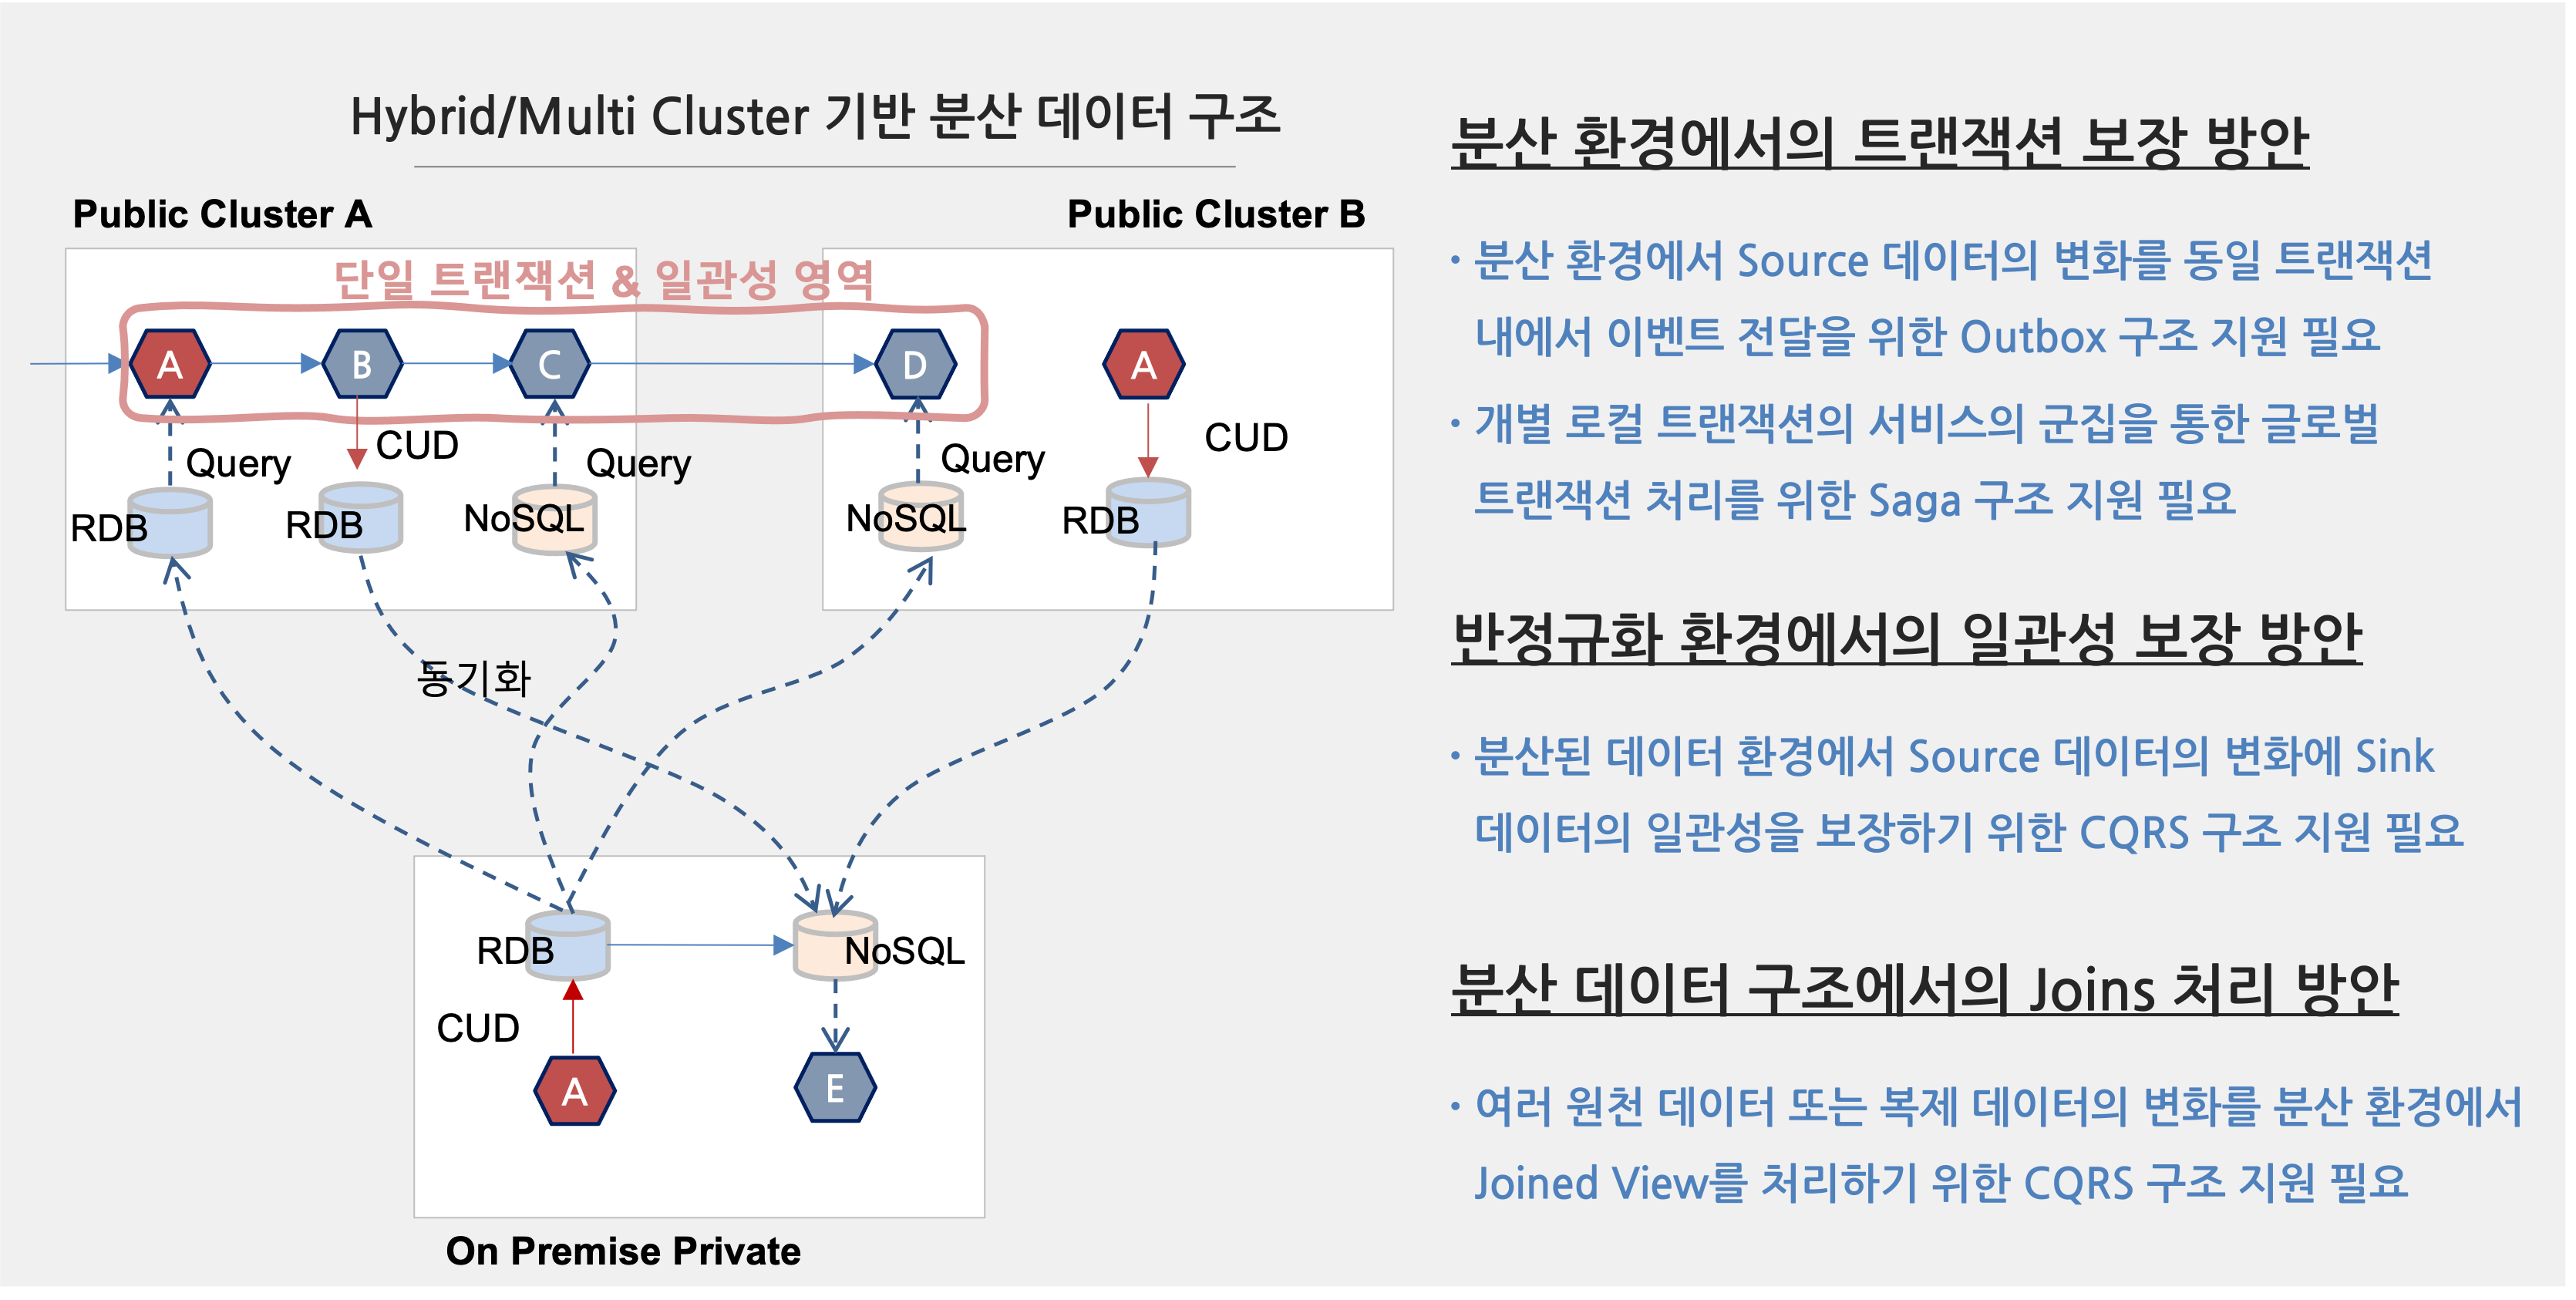 Hybrid/Multi Cluster 기반 분산 데이터 구조
Public Cluster A
Public Cluster B
단일 트랜잭션 & 일관성 영역
A
B
C
D
A
Query
CUD
Query
Query
CUD
RDB
RDB
NoSQL
NoSQL
RDB
동기화
RDB
NoSQL
CUD
A
E
On Premise Private
분산 환경에서의 트랜잭션 보장 방안
• 분산 환경에서 Source 데이터의 변화를 동일 트랜잭션
내에서 이벤트 전달을 위한 Outbox 구조 지원 필요
• 개별 로컬 트랜잭션의 서비스의 군집을 통한 글로벌
트랜잭션 처리를 위한 Saga 구조 지원 필요
반정규화 환경에서의 일관성 보장 방안
• 분산된 데이터 환경에서 Source 데이터의 변화에 Sink
데이터의 일관성을 보장하기 위한 CQRS 구조 지원 필요
분산 데이터 구조에서의 Joins 처리 방안
• 여러 원천 데이터 또는 복제 데이터의 변화를 분산 환경에서
Joined View를 처리하기 위한 CQRS 구조 지원 필요